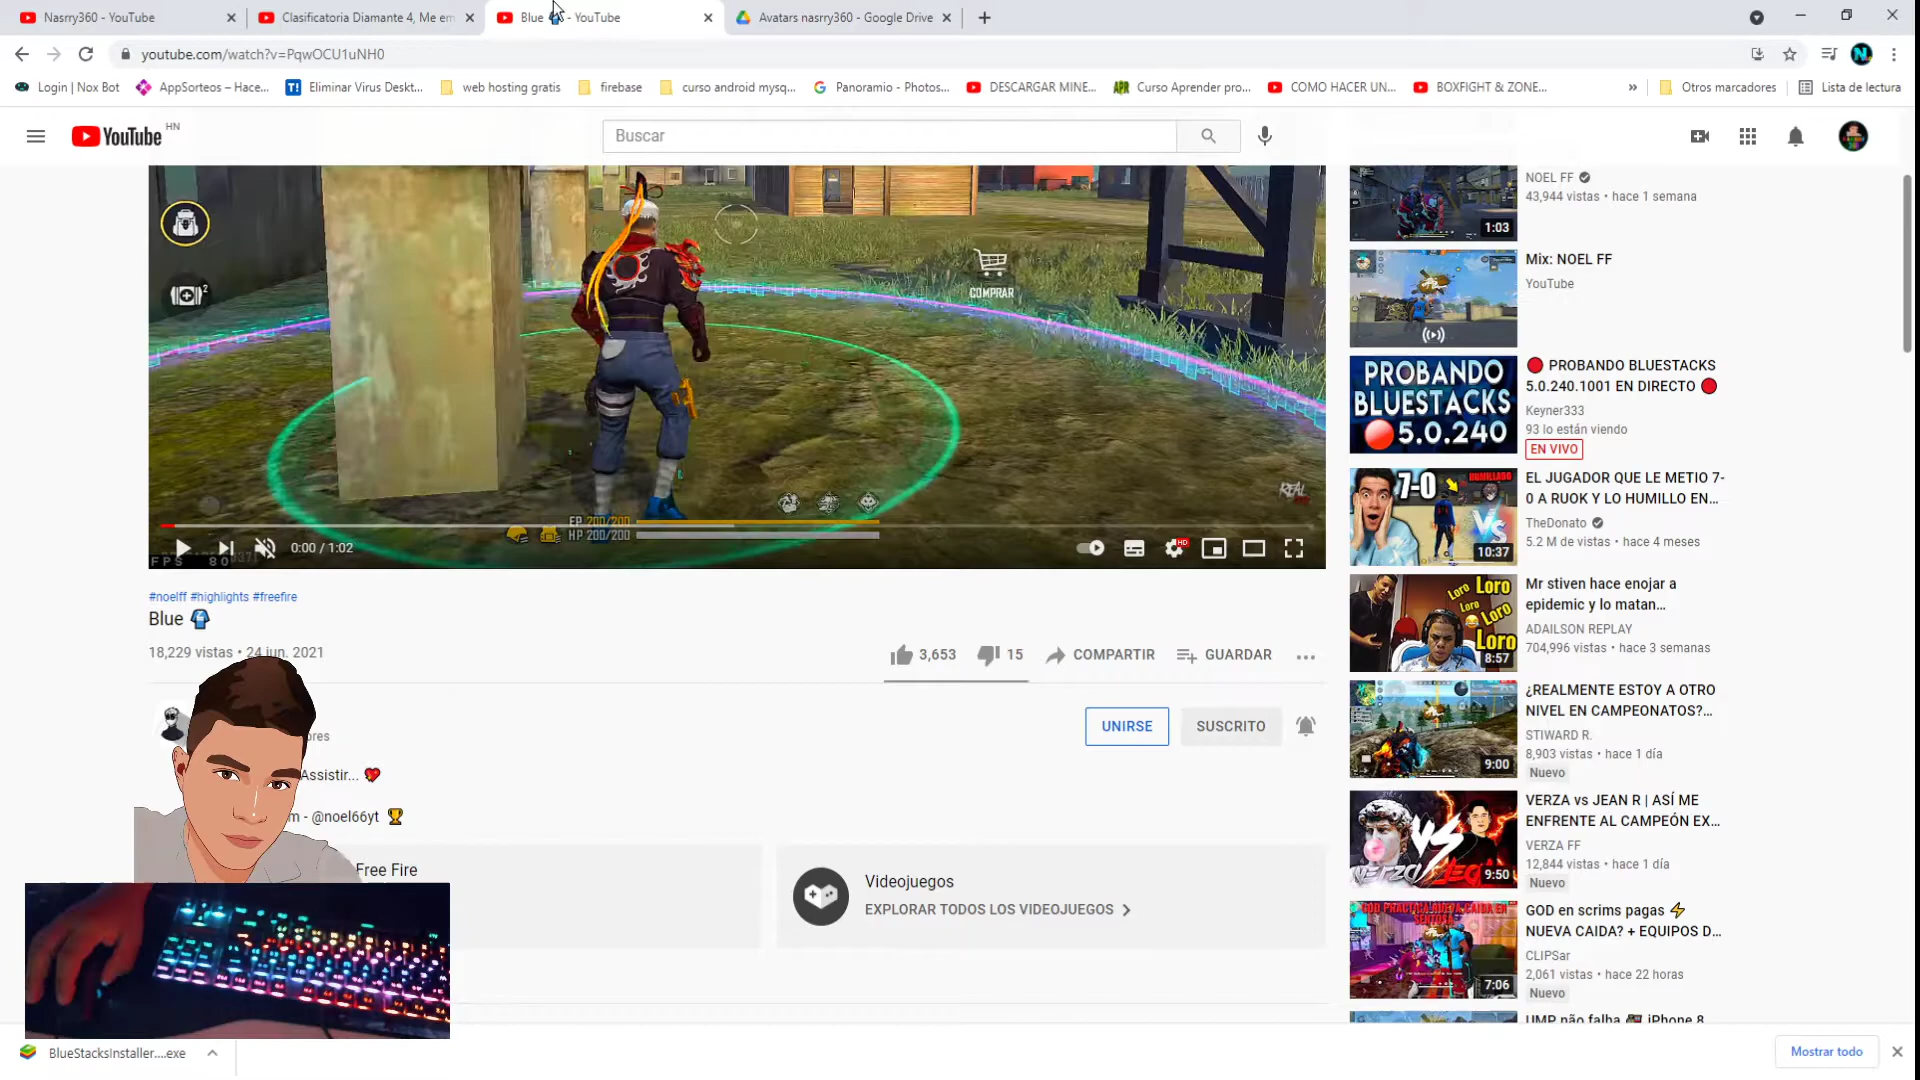 Nasrry360 - YouTube
Clasificatoria Diamante 4, Me em
Blue - YouTube
Avatars nasrry360 - Google Drive
youtube.com/watch?v=PqwOCU1uNH0
Login | Nox Bot
AppSorteos – Hace...
Eliminar Virus Deskt...
web hosting gratis
firebase
curso android mysq...
Panoramio - Photos...
DESCARGAR MINE...
Curso Aprender pro...
COMO HACER UN...
BOXFIGHT & ZONE...
»
Otros marcadores
Lista de lectura
YouTube HN
Buscar
2
COMPRAR
REAL
EP 200/200
HP 200/200
0:00 / 1:02
HD
FPS 80
#noelff #highlights #freefire
Blue
18,229 vistas • 24 jun. 2021
3,653
15
COMPARTIR
GUARDAR
UNIRSE
SUSCRITO
Assistir...
m - @noel66yt
Free Fire
Videojuegos
EXPLORAR TODOS LOS VIDEOJUEGOS
NOEL FF
43,944 vistas • hace 1 semana
1:03
Mix: NOEL FF
YouTube
PROBANDO
BLUESTACKS
5.0.240
PROBANDO BLUESTACKS
5.0.240.1001 EN DIRECTO
Keyner333
93 lo están viendo
EN VIVO
7-0
VS
10:37
EL JUGADOR QUE LE METIO 7-
0 A RUOK Y LO HUMILLO EN...
TheDonato
5.2 M de vistas • hace 4 meses
Loro
Loro
Loro
Loro
Loro
8:57
Mr stiven hace enojar a
epidemic y lo matan...
ADAILSON REPLAY
704,996 vistas • hace 3 semanas
9:00
¿REALMENTE ESTOY A OTRO
NIVEL EN CAMPEONATOS?...
STIWARD R.
8,903 vistas • hace 1 día
Nuevo
VS
9:50
VERZA vs JEAN R | ASÍ ME
ENFRENTE AL CAMPEÓN EX...
VERZA FF
12,844 vistas • hace 1 día
Nuevo
7:06
GOD en scrims pagas
NUEVA CAIDA? + EQUIPOS D...
CLIPSar
2,061 vistas • hace 22 horas
Nuevo
UMP não falha iPhone 8
BlueStacksInstaller....exe
Mostrar todo